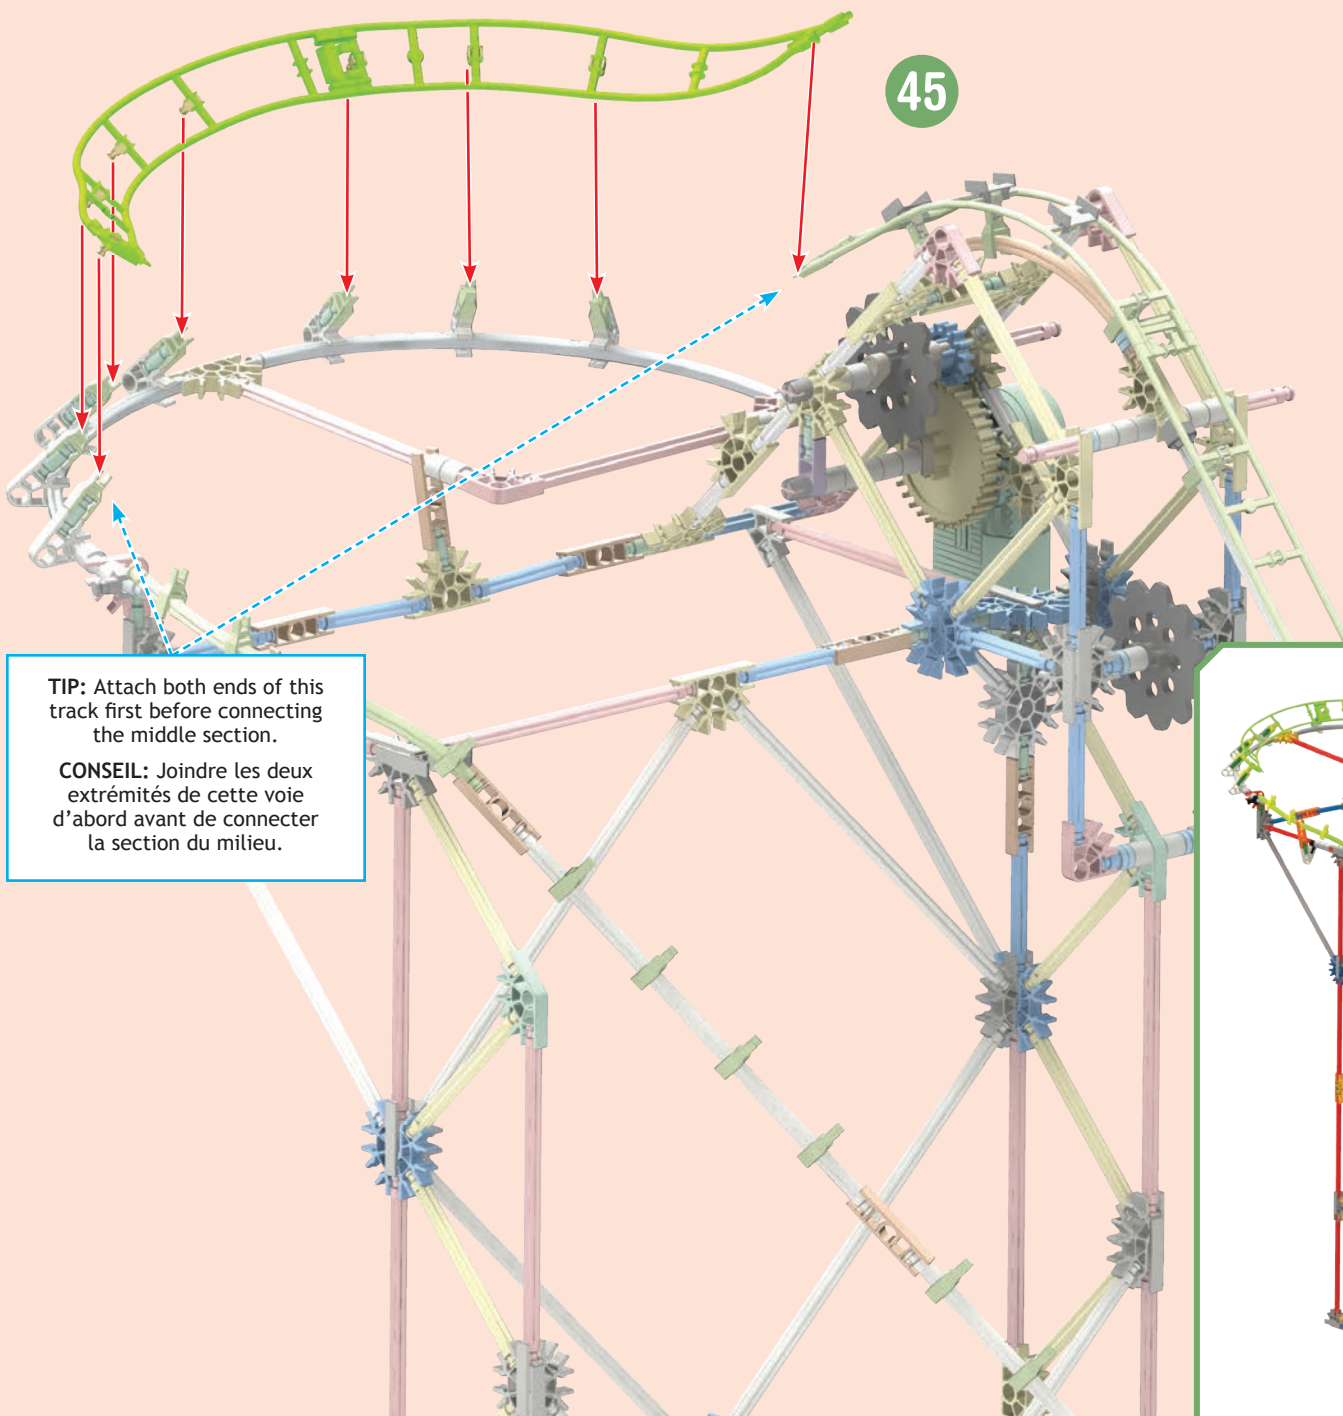 45
TIP: Attach both ends of this
track first before connecting
the middle section.
CONSEIL: Joindre les deux
extrémités de cette voie
d’abord avant de connecter
la section du milieu.